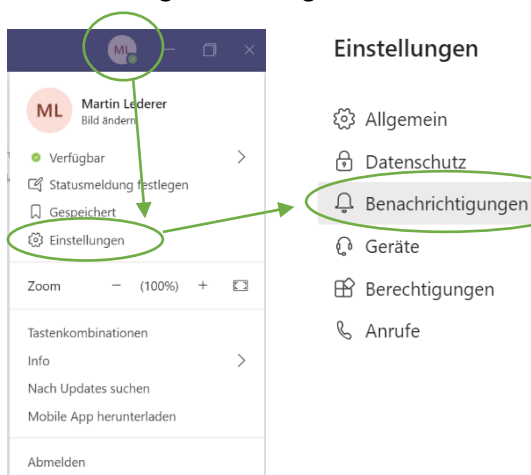 ML
ML
Martin Lederer
Bild ändern
Verfügbar
Statusmeldung festlegen
Gespeichert
Einstellungen
Zoom − (100%) +
Tastenkombinationen
Info
Nach Updates suchen
Mobile App herunterladen
Abmelden
Einstellungen
Allgemein
Datenschutz
Benachrichtigungen
Geräte
Berechtigungen
Anrufe